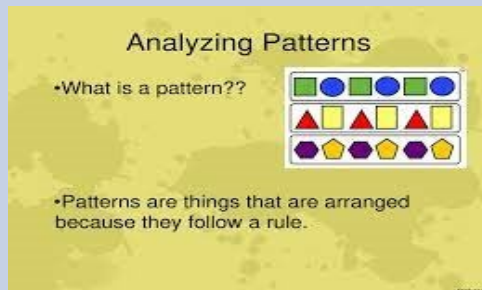 Analyzing Patterns
•What is a pattern??
•Patterns are things that are arranged
because they follow a rule.